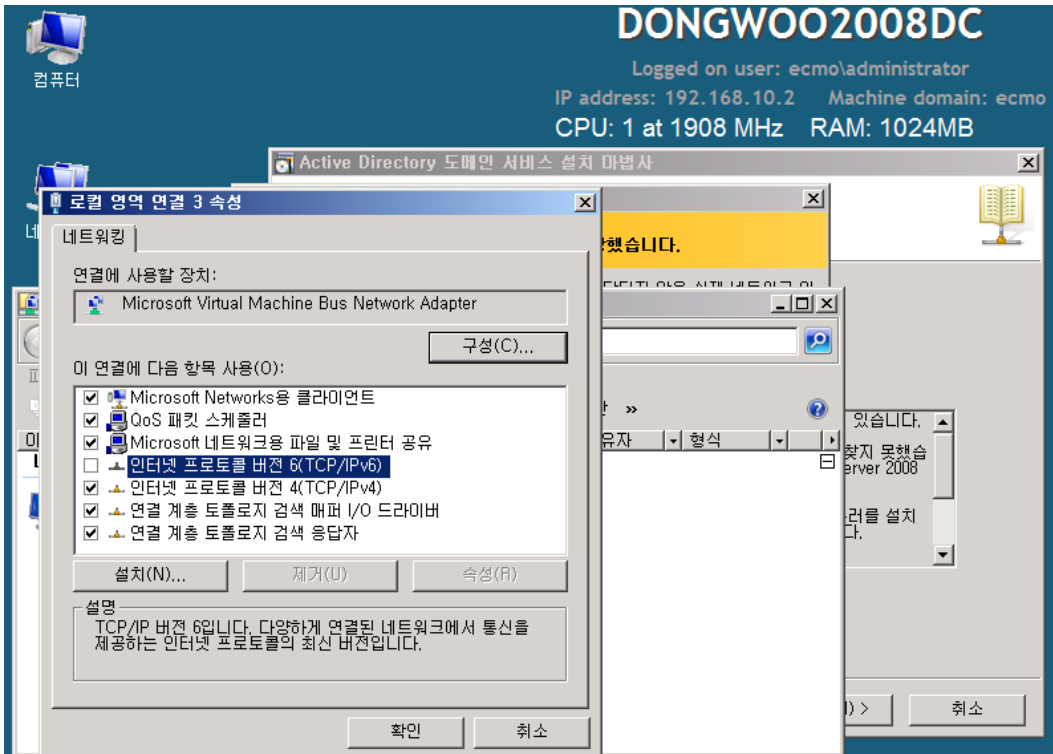 DONGWOO2008DC
Logged on user: ecmo\administrator
IP address: 192.168.10.2 Machine domain: ecmo
CPU: 1 at 1908 MHz RAM: 1024MB
컴퓨터
Active Directory 도메인 서비스 설치 마법사
로컬 영역 연결 3 속성
네트워킹
했습니다.
연결에 사용할 장치:
Microsoft Virtual Machine Bus Network Adapter
구성(C)...
이 연결에 다음 항목 사용(O):
Microsoft Networks용 클라이언트
QoS 패킷 스케줄러
Microsoft 네트워크용 파일 및 프린터 공유
인터넷 프로토콜 버전 6(TCP/IPv6)
인터넷 프로토콜 버전 4(TCP/IPv4)
연결 계층 토폴로지 검색 매퍼 I/O 드라이버
연결 계층 토폴로지 검색 응답자
설치(N)...
제거(U)
속성(R)
설명
TCP/IP 버전 6입니다. 다양하게 연결된 네트워크에서 통신을
제공하는 인터넷 프로토콜의 최신 버전입니다.
확인
취소
»
유자
형식
있습니다.
찾지 못했습
erver 2008
러를 설치
다.
취소